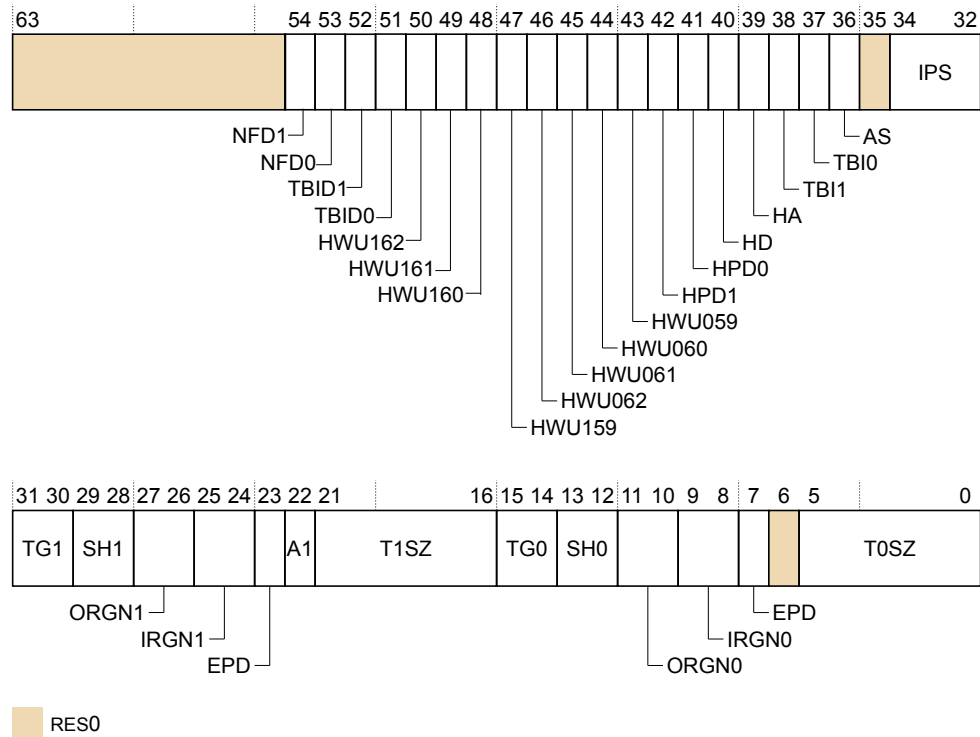 63 54 53 52 51 50 49 48 47 46 45 44 43 42 41 40 39 38 37 36 35 34 32
IPS
NFD1 AS
NFD0 TBI0
TBID1 TBI1
TBID0 HA
HWU162 HD
HWU161 HPD0
HWU160 HPD1
HWU059
HWU060
HWU061
HWU062
HWU159
31 30 29 28 27 26 25 24 23 22 21 16 15 14 13 12 11 10 9 8 7 6 5 0
TG1 SH1 A1 T1SZ TG0 SH0 T0SZ
ORGN1 EPD
IRGN1 IRGN0
EPD ORGN0
RES0